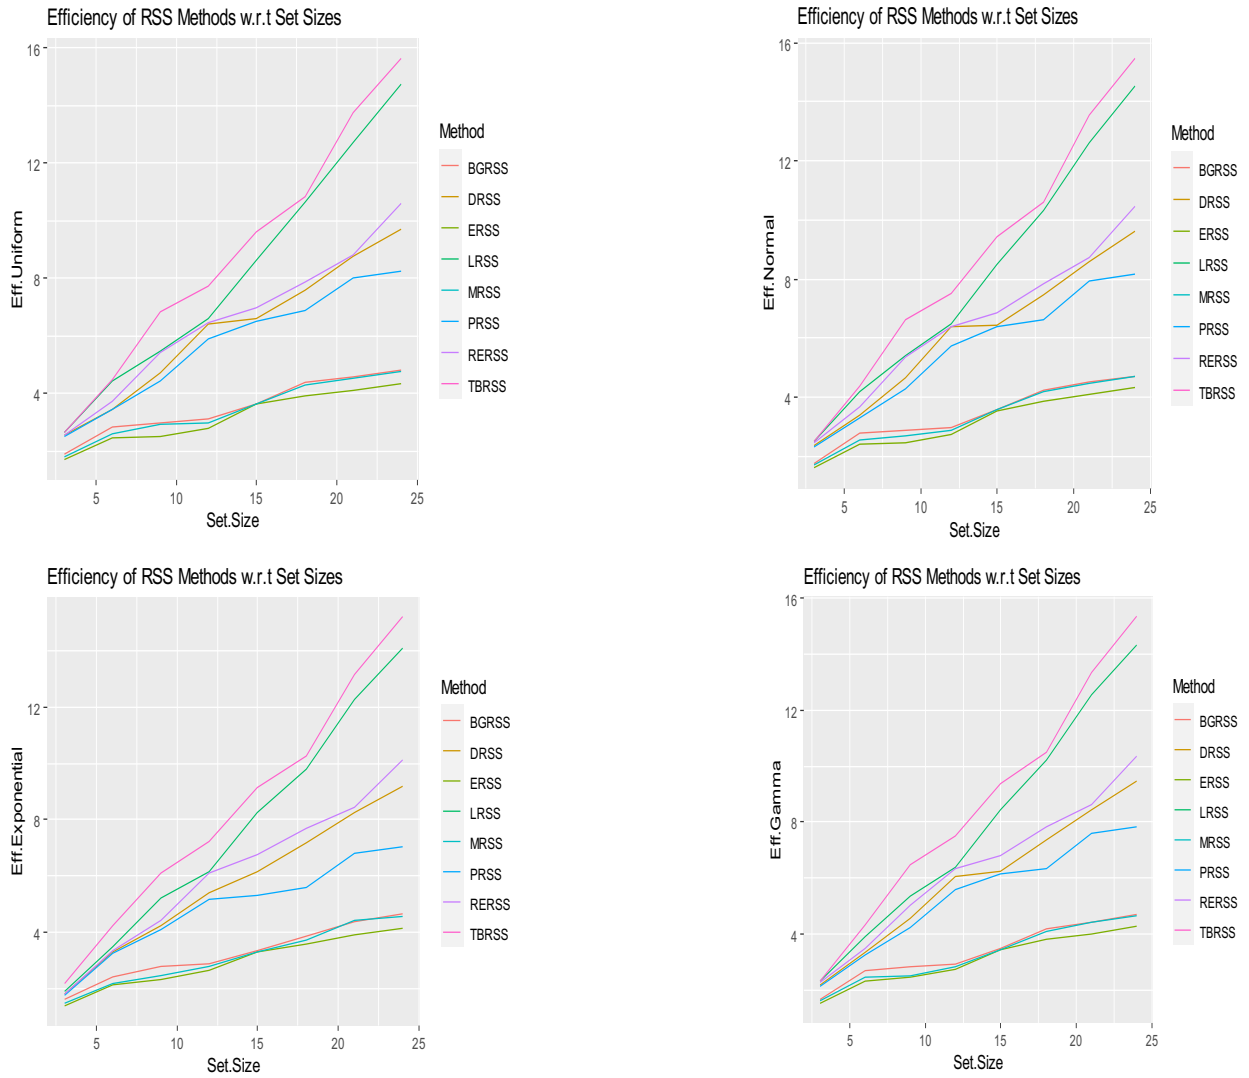 Efficiency of RSS Methods w.r.t Set Sizes
16
12
8
4
Eff.Uniform
5 10 15 20 25
Set.Size
Method
BGRSS
DRSS
ERSS
LRSS
MRSS
PRSS
RERSS
TBRSS
Efficiency of RSS Methods w.r.t Set Sizes
16
12
8
4
Eff.Normal
5 10 15 20 25
Set.Size
Method
BGRSS
DRSS
ERSS
LRSS
MRSS
PRSS
RERSS
TBRSS
Efficiency of RSS Methods w.r.t Set Sizes
12
8
4
Eff.Exponential
5 10 15 20 25
Set.Size
Method
BGRSS
DRSS
ERSS
LRSS
MRSS
PRSS
RERSS
TBRSS
Efficiency of RSS Methods w.r.t Set Sizes
16
12
8
4
Eff.Gamma
5 10 15 20 25
Set.Size
Method
BGRSS
DRSS
ERSS
LRSS
MRSS
PRSS
RERSS
TBRSS